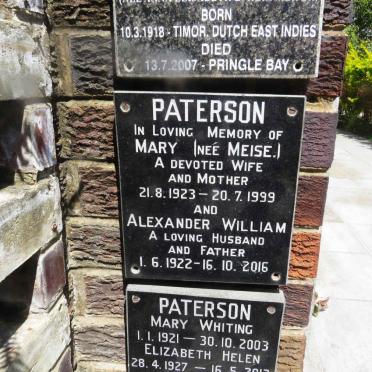 BORN
10.3.1918 - TIMOR, DUTCH EAST INDIES
DIED
13.7.2007 - PRINGLE BAY
PATERSON
IN LOVING MEMORY OF
MARY (NEÉ MEISE.)
A DEVOTED WIFE
AND MOTHER
21.8.1923 — 20.7.1999
AND
ALEXANDER WILLIAM
A LOVING HUSBAND
AND FATHER
1. 6.1922 - 16. 10. 2016
PATERSON
MARY WHITING
1.1. 1921 — 30. 10. 2003
ELIZABETH HELEN
28. 4.1927 — 16. 5.